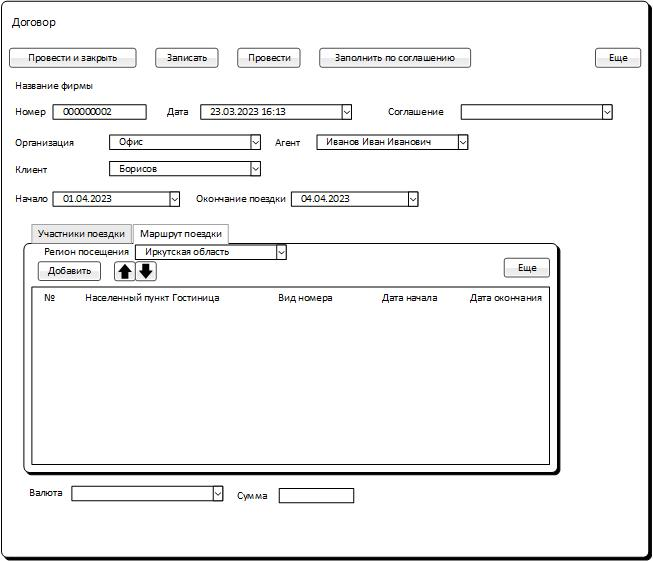 Договор
Провести и закрыть Записать Провести Заполнить по соглашению Еще
Название фирмы
Номер 000000002 Дата 23.03.2023 16:13 Соглашение
Организация Офис Агент Иванов Иван Иванович
Клиент Борисов
Начало 01.04.2023 Окончание поездки 04.04.2023
Участники поездки Маршрут поездки
Регион посещения Иркутская область
Добавить Еще
№ Населенный пункт Гостиница Вид номера Дата начала Дата окончания
Валюта Сумма